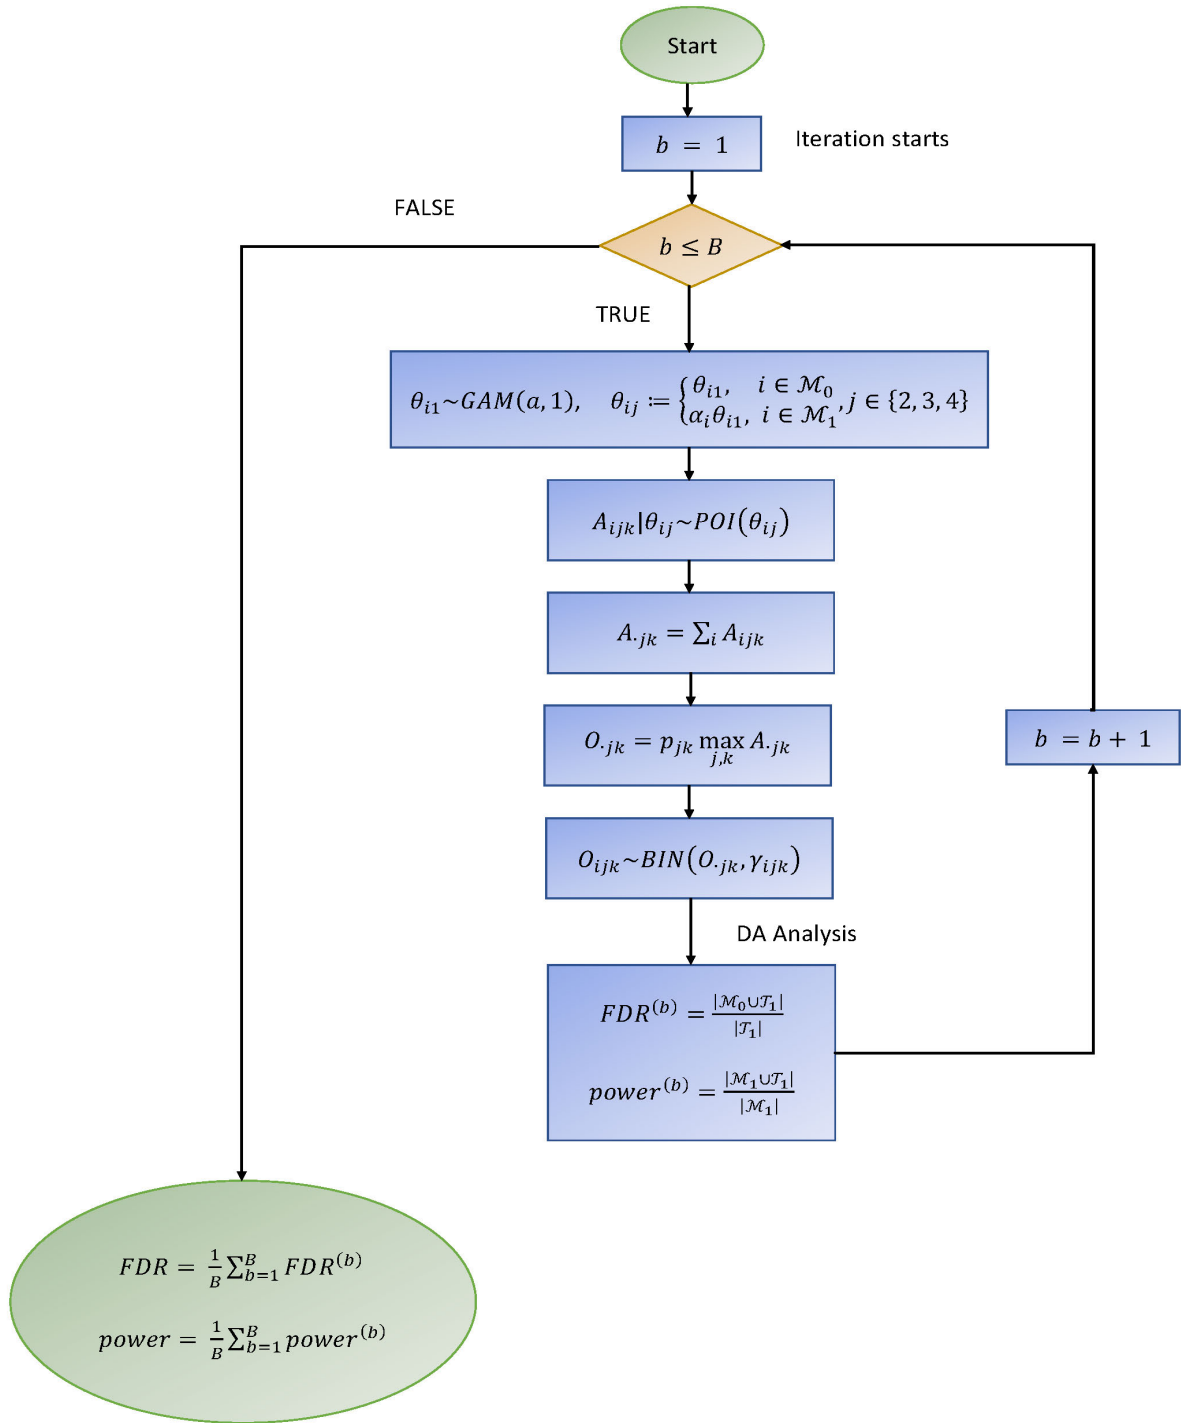 Start
b = 1
Iteration starts
FALSE
b ≤ B
TRUE
θ_{i1}~GAM(a, 1), θ_{ij} ≔ {θ_{i1}, i ∈ ℳ_0
α_iθ_{i1}, i ∈ ℳ_1, j ∈ {2, 3, 4}
A_{ijk}|θ_{ij}~POI(θ_{ij})
A_{·jk} = ∑_i A_{ijk}
O_{·jk} = p_{jk} max_{j,k} A_{·jk}
b = b + 1
O_{ijk}~BIN(O_{·jk}, γ_{ijk})
DA Analysis
FDR^{(b)} = |ℳ_0∪𝒯_1| / |𝒯_1|
power^{(b)} = |ℳ_1∪𝒯_1| / |ℳ_1|
FDR = 1/B ∑_{b=1}^{B} FDR^{(b)}
power = 1/B ∑_{b=1}^{B} power^{(b)}